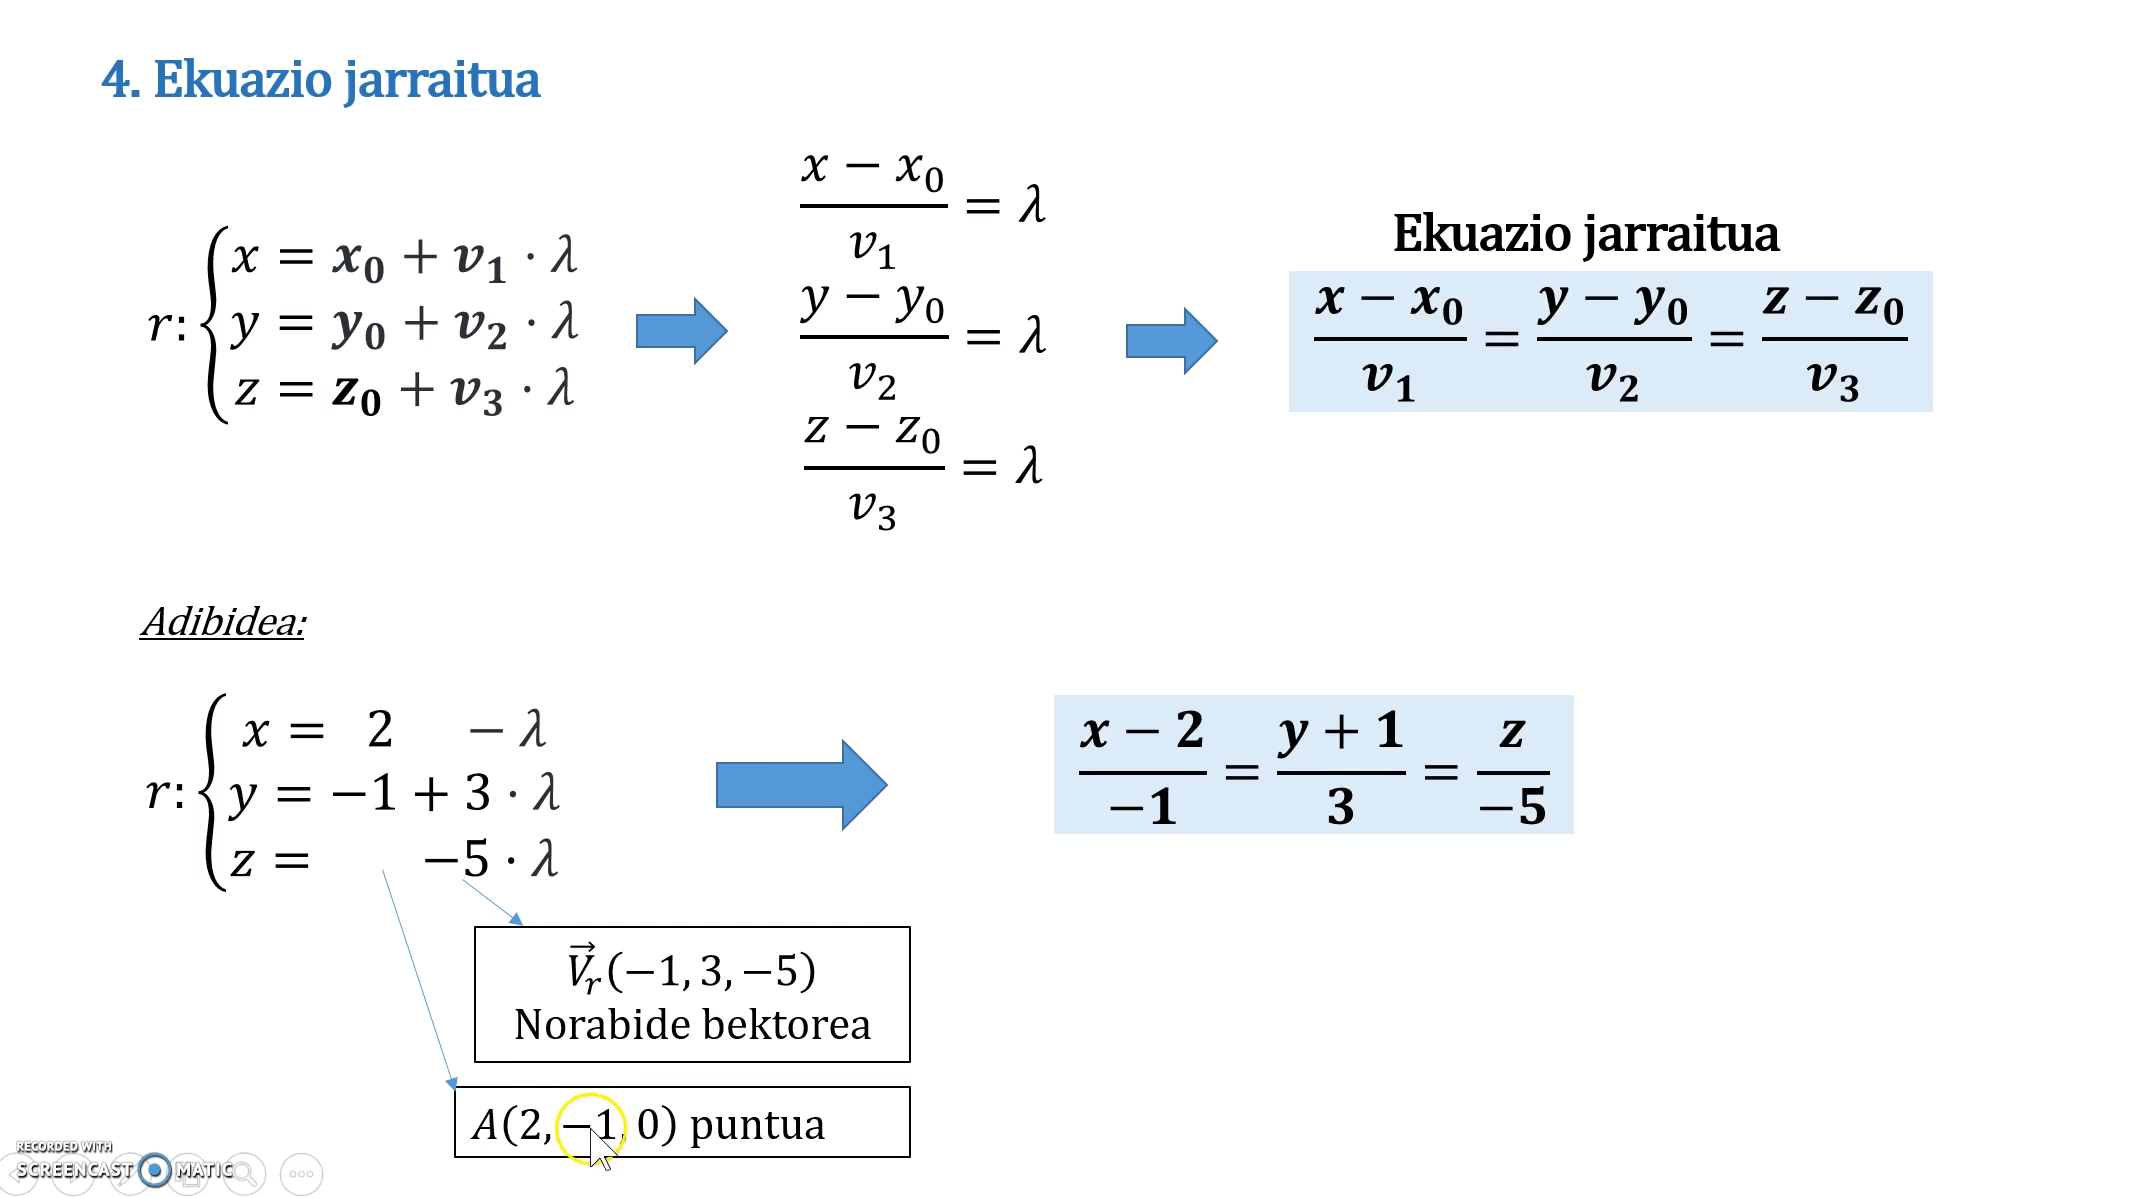 4. Ekuazio jarraitua
r: { x = x₀ + v₁ · λ
y = y₀ + v₂ · λ
z = z₀ + v₃ · λ
(x − x₀)/v₁ = λ
(y − y₀)/v₂ = λ
(z − z₀)/v₃ = λ
Ekuazio jarraitua
(x − x₀)/v₁ = (y − y₀)/v₂ = (z − z₀)/v₃
Adibidea:
r: { x = 2 − λ
y = −1 + 3 · λ
z = −5 · λ
(x − 2)/−1 = (y + 1)/3 = z/−5
V⃗ᵣ(−1, 3, −5)
Norabide bektorea
A(2, −1, 0) puntua
RECORDED WITH
SCREENCAST MATIC